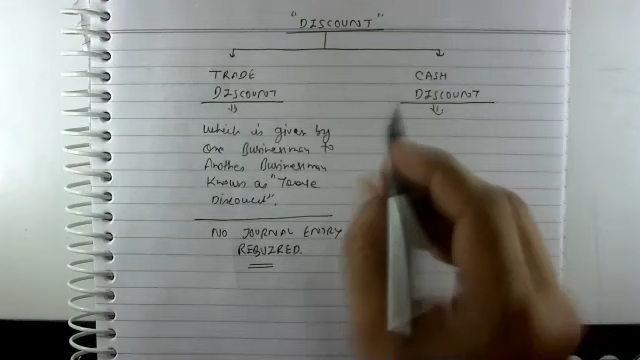 "DISCOUNT"
TRADE
DISCOUNT
Which is given by
One Businessman to
Another Businessman
Known as "Trade
Discount".
NO JOURNAL ENTRY
REQUIRED.
CASH
DISCOUNT